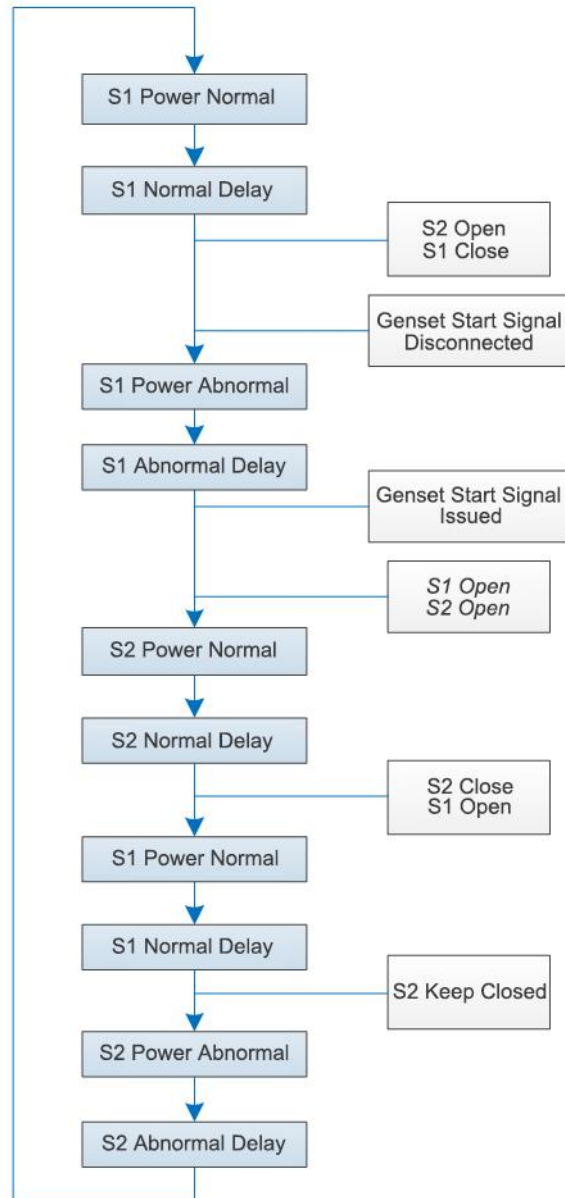 S1 Power Normal
S1 Normal Delay
S2 Open
S1 Close
Genset Start Signal
Disconnected
S1 Power Abnormal
S1 Abnormal Delay
Genset Start Signal
Issued
S1 Open
S2 Open
S2 Power Normal
S2 Normal Delay
S2 Close
S1 Open
S1 Power Normal
S1 Normal Delay
S2 Keep Closed
S2 Power Abnormal
S2 Abnormal Delay